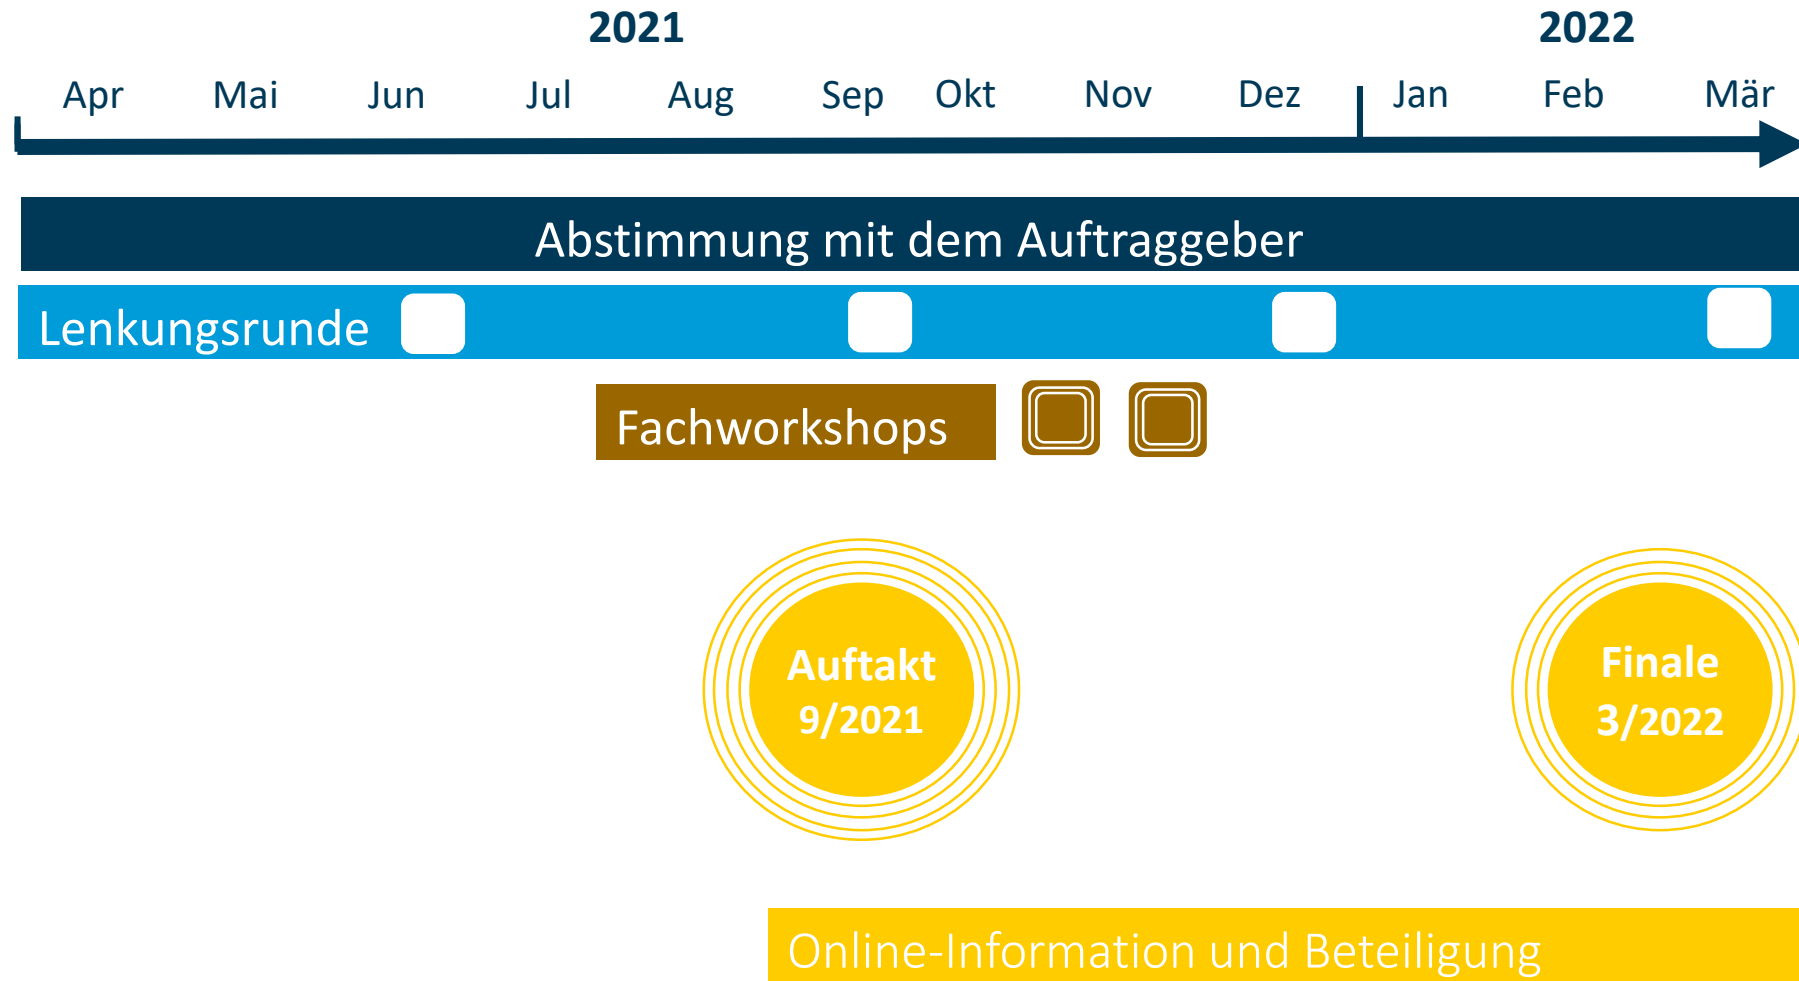 2021 2022
Apr Mai Jun Jul Aug Sep Okt Nov Dez Jan Feb Mär
Abstimmung mit dem Auftraggeber
Lenkungsrunde
Fachworkshops
Auftakt
9/2021
Finale
3/2022
Online-Information und Beteiligung